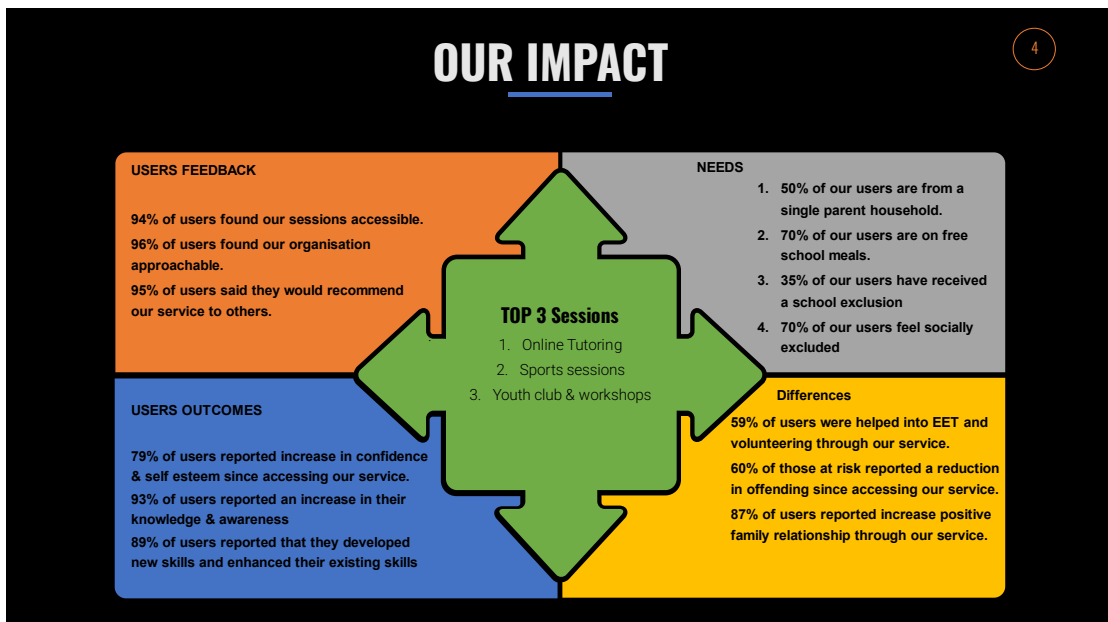 OUR IMPACT
4
USERS FEEDBACK
94% of users found our sessions accessible.
96% of users found our organisation
approachable.
95% of users said they would recommend
our service to others.
NEEDS
1. 50% of our users are from a
single parent household.
2. 70% of our users are on free
school meals.
3. 35% of our users have received
a school exclusion
4. 70% of our users feel socially
excluded
TOP 3 Sessions
1. Online Tutoring
2. Sports sessions
3. Youth club & workshops
USERS OUTCOMES
79% of users reported increase in confidence
& self esteem since accessing our service.
93% of users reported an increase in their
knowledge & awareness
89% of users reported that they developed
new skills and enhanced their existing skills
Differences
59% of users were helped into EET and
volunteering through our service.
60% of those at risk reported a reduction
in offending since accessing our service.
87% of users reported increase positive
family relationship through our service.